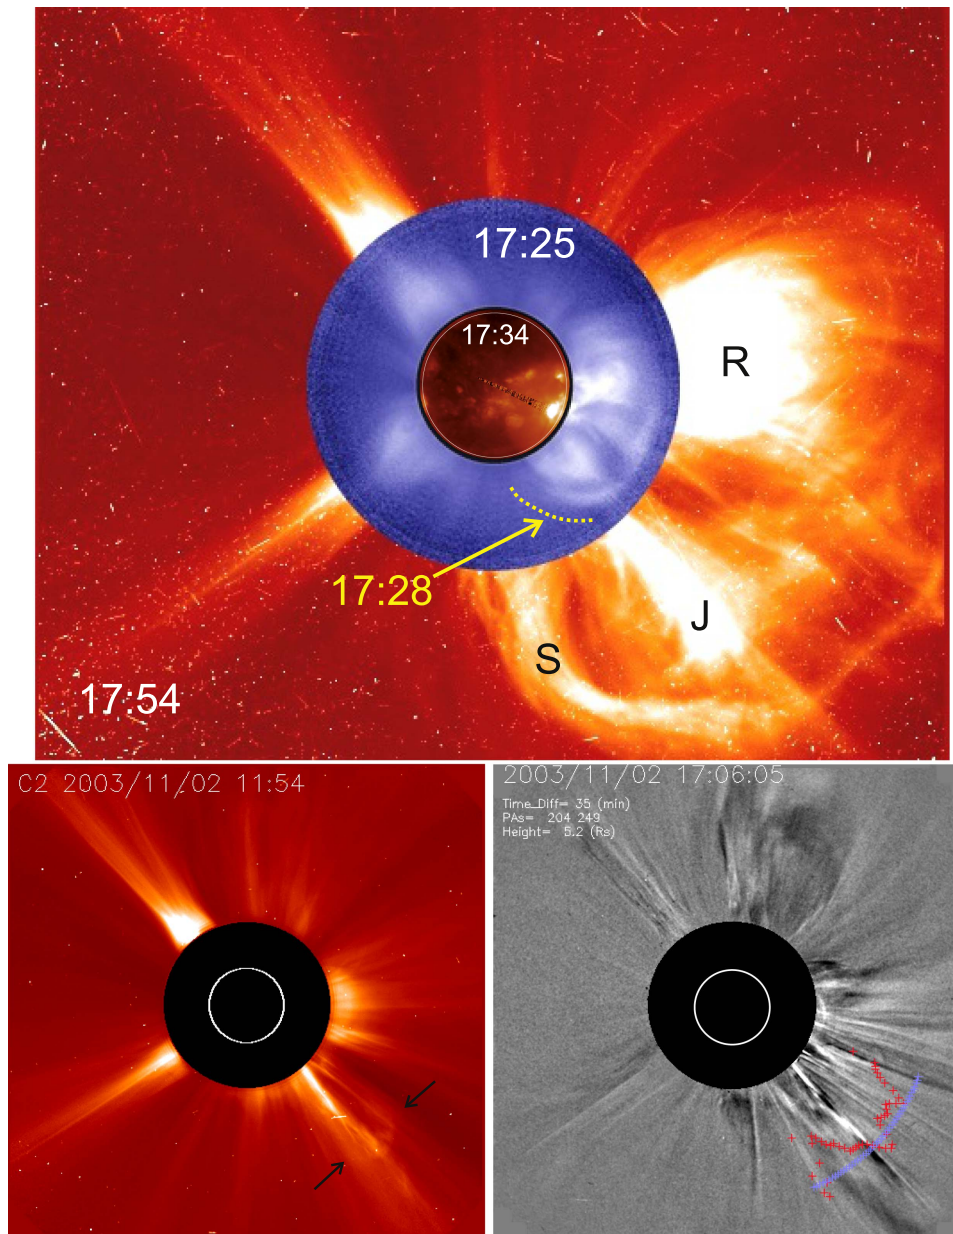 17:25
17:34
R
17:28
J
S
17:54
C2 2003/11/02 11:54
2003/11/02 17:06:05
Time_Diff= 35 (min)
PAs= 204 249
Height= 5.2 (Rs)